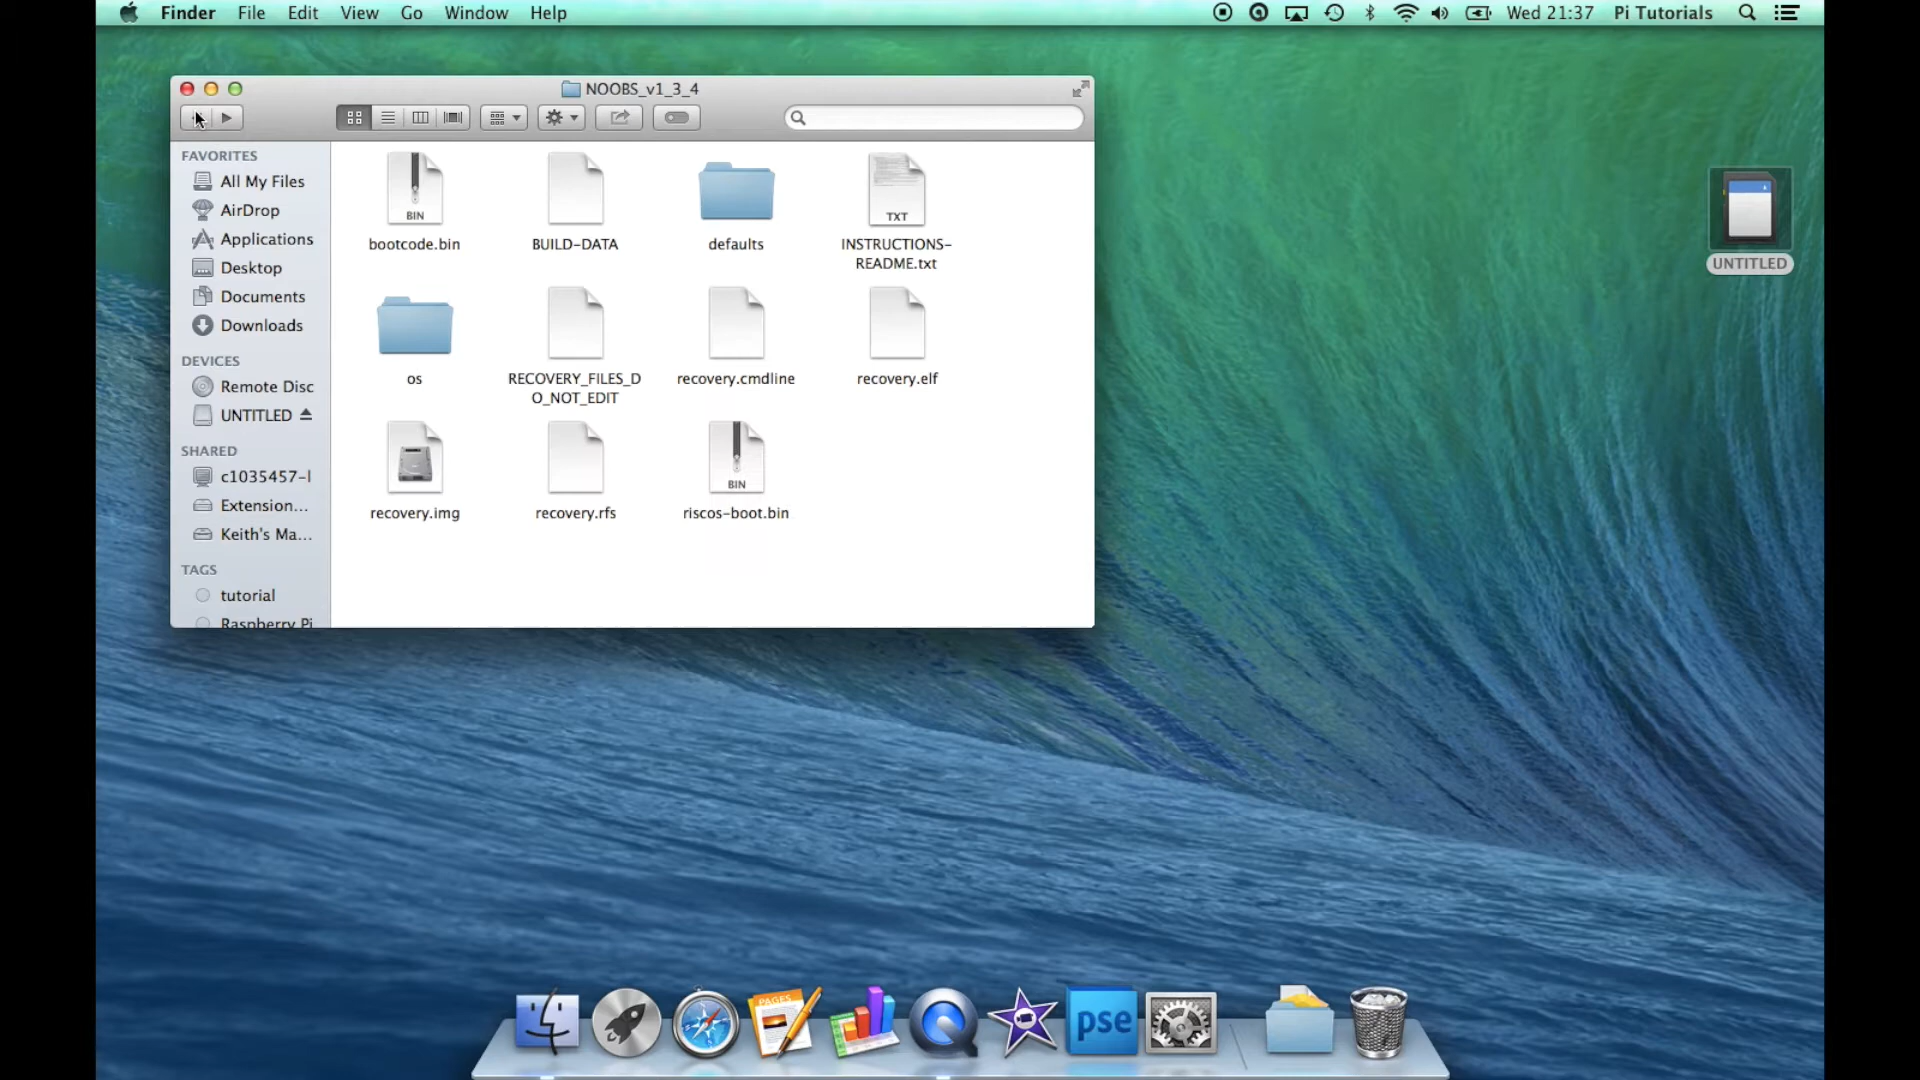 Finder File Edit View Go Window Help Wed 21:37 Pi Tutorials
NOOBS_v1_3_4
FAVORITES
All My Files
AirDrop
Applications
Desktop
Documents
Downloads
DEVICES
Remote Disc
UNTITLED
SHARED
c1035457-l
Extension...
Keith's Ma...
TAGS
tutorial
Raspberry Pi
BIN
bootcode.bin
BUILD-DATA
defaults
TXT
INSTRUCTIONS-
README.txt
os
RECOVERY_FILES_D
O_NOT_EDIT
recovery.cmdline
recovery.elf
recovery.img
recovery.rfs
BIN
riscos-boot.bin
UNTITLED
PAGES
pse